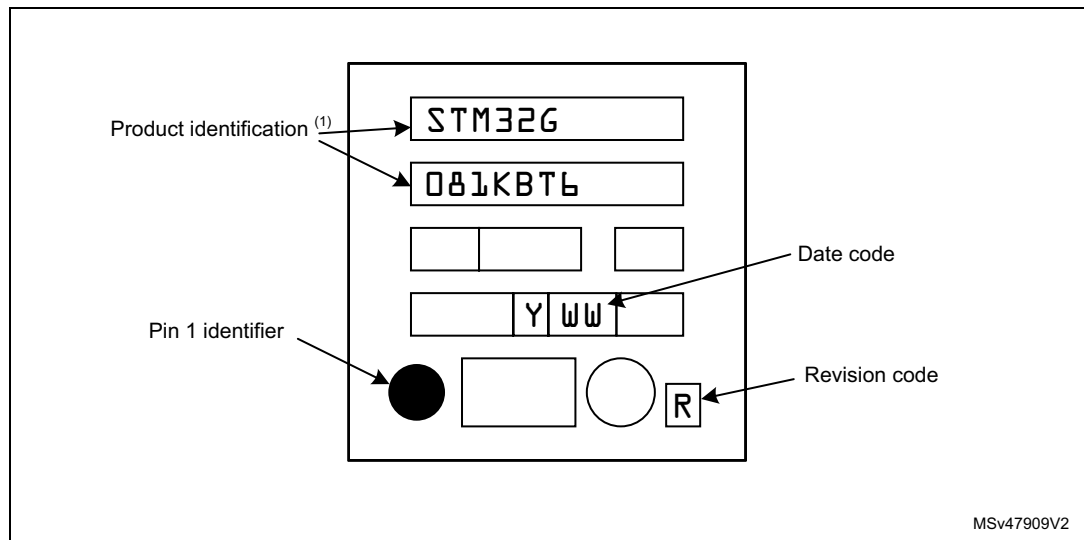 STM32G
Product identification (1)
081KBT6
Date code
Y WW
Pin 1 identifier
Revision code
R
MSv47909V2